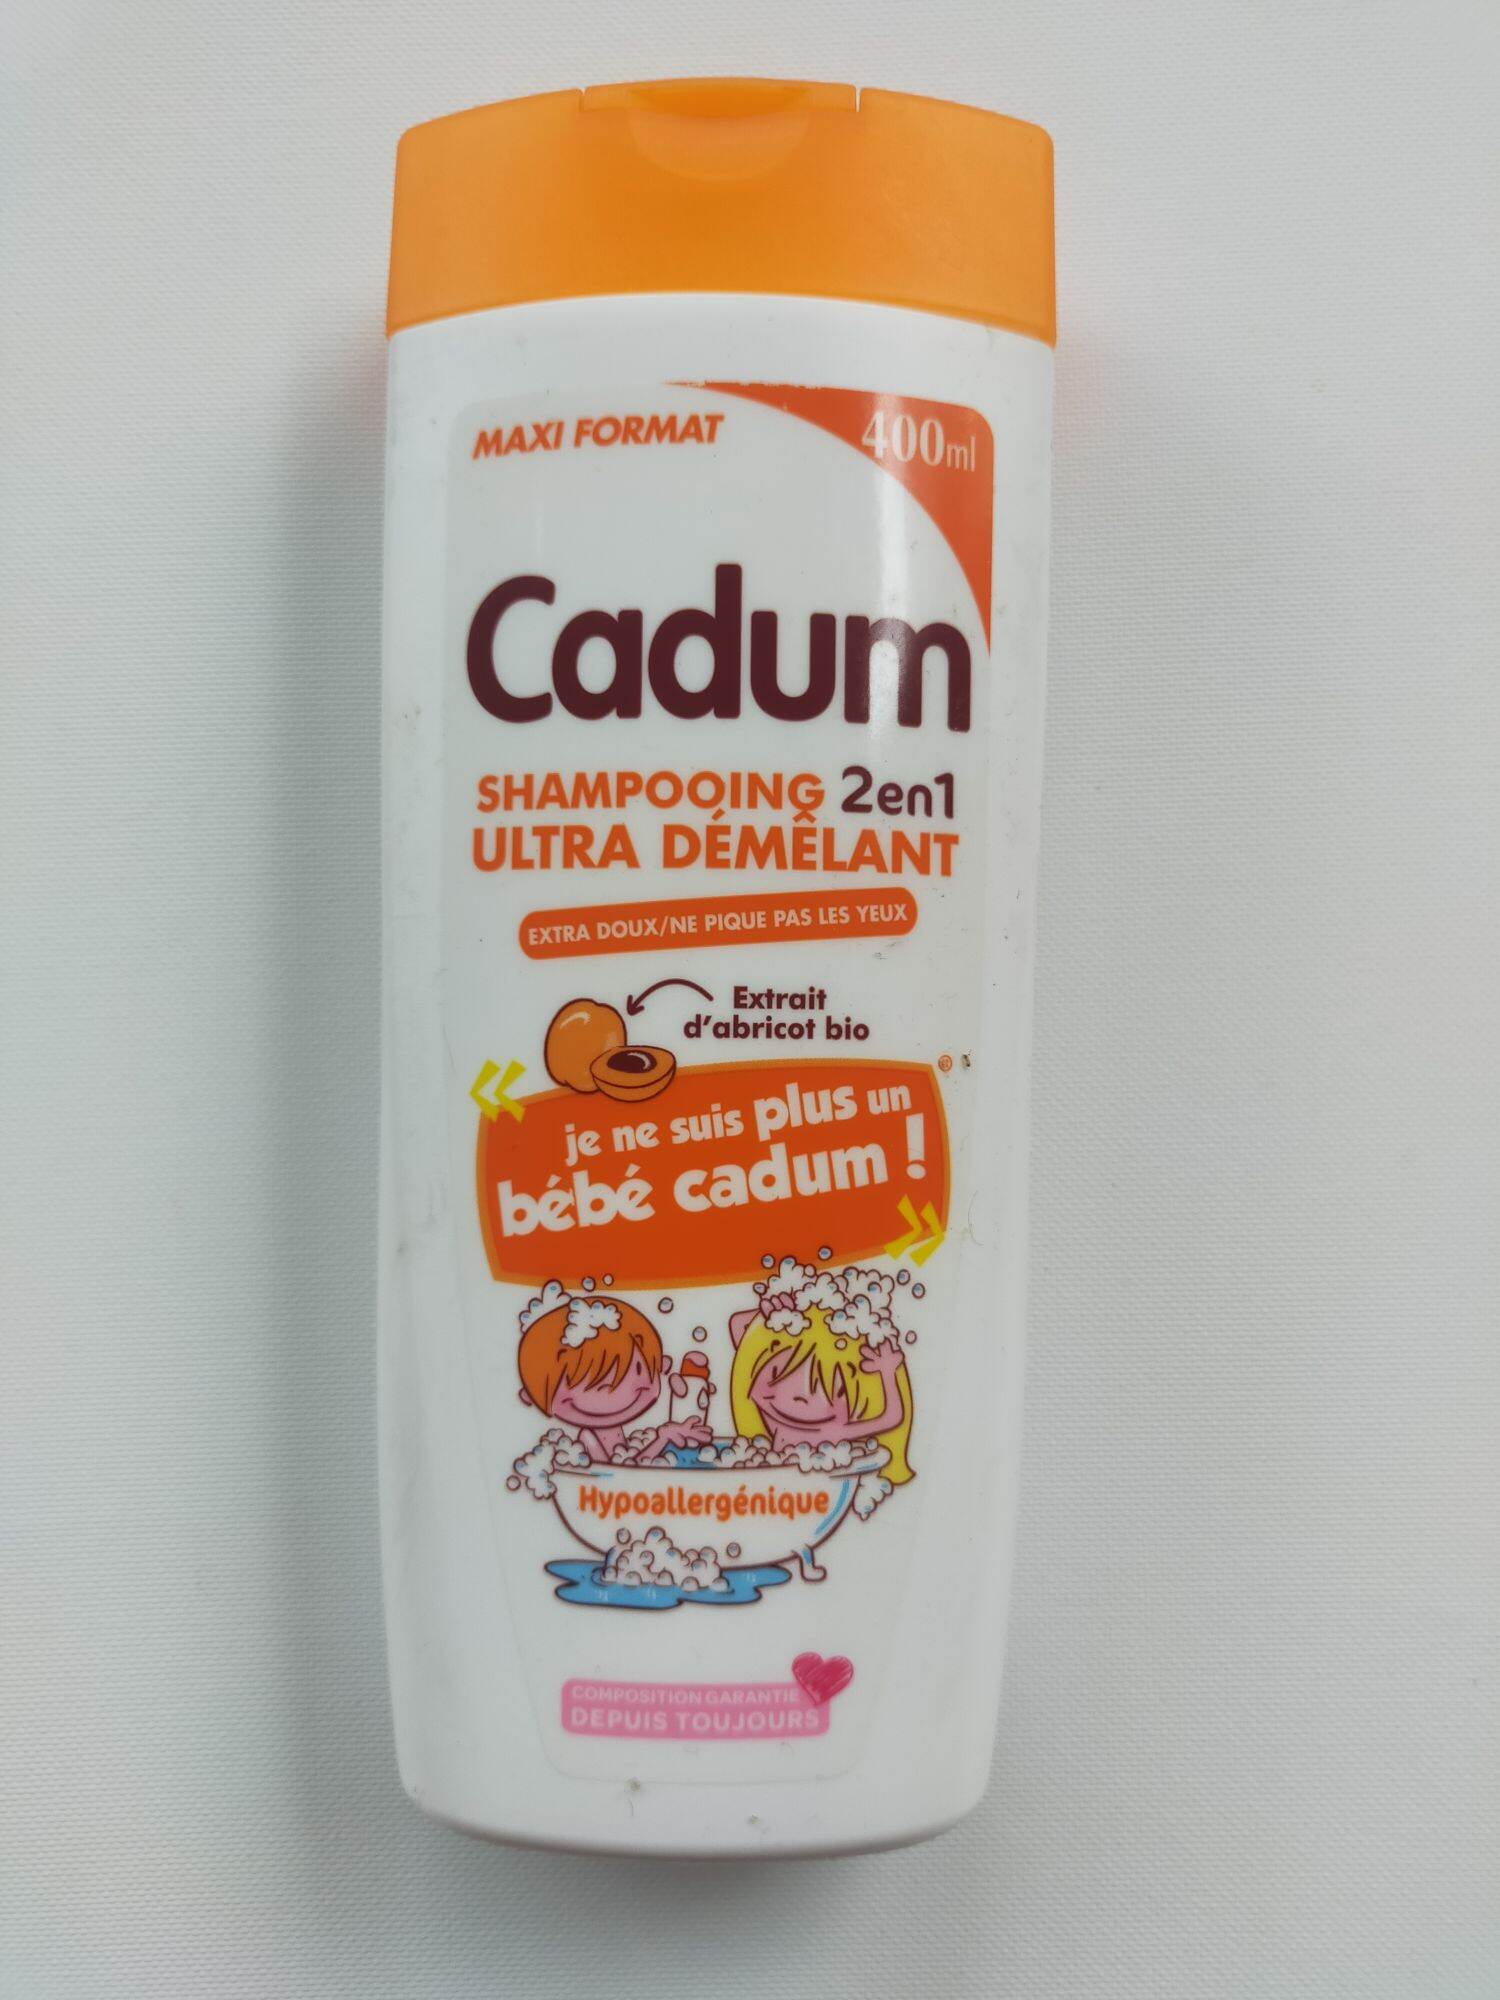 MAXI FORMAT
400ml
Cadum
SHAMPOOING 2en1
ULTRA DÉMÊLANT
EXTRA DOUX/NE PIQUE PAS LES YEUX
Extrait
d'abricot bio
« je ne suis plus un
bébé cadum ! »
Hypoallergénique
COMPOSITION GARANTIE
DEPUIS TOUJOURS